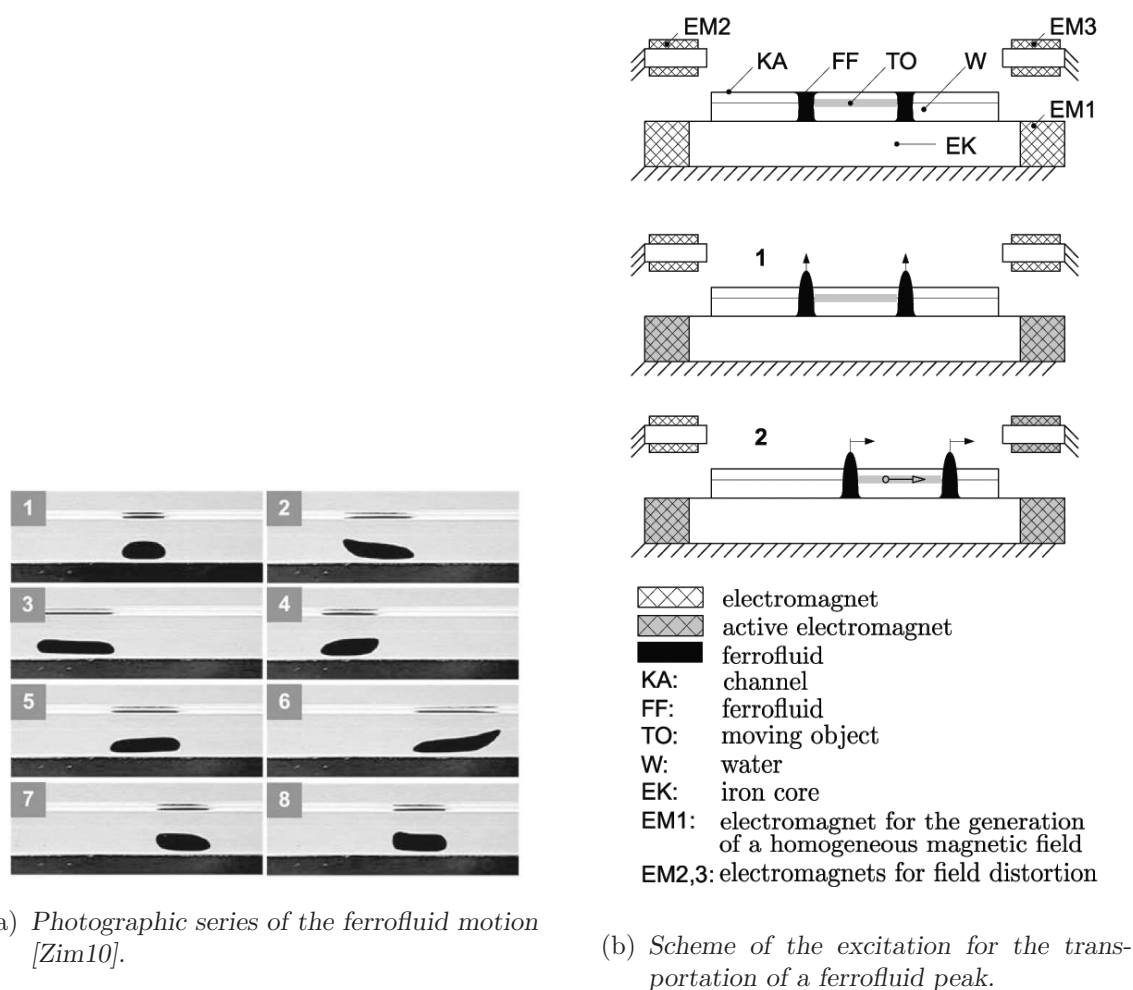 1
2
3
4
5
6
7
8
a) Photographic series of the ferrofluid motion
[Zim10].
EM2
EM3
KA
FF
TO
W
EM1
EK
1
2
electromagnet
active electromagnet
ferrofluid
KA: channel
FF: ferrofluid
TO: moving object
W: water
EK: iron core
EM1: electromagnet for the generation
of a homogeneous magnetic field
EM2,3: electromagnets for field distortion
(b) Scheme of the excitation for the trans-
portation of a ferrofluid peak.